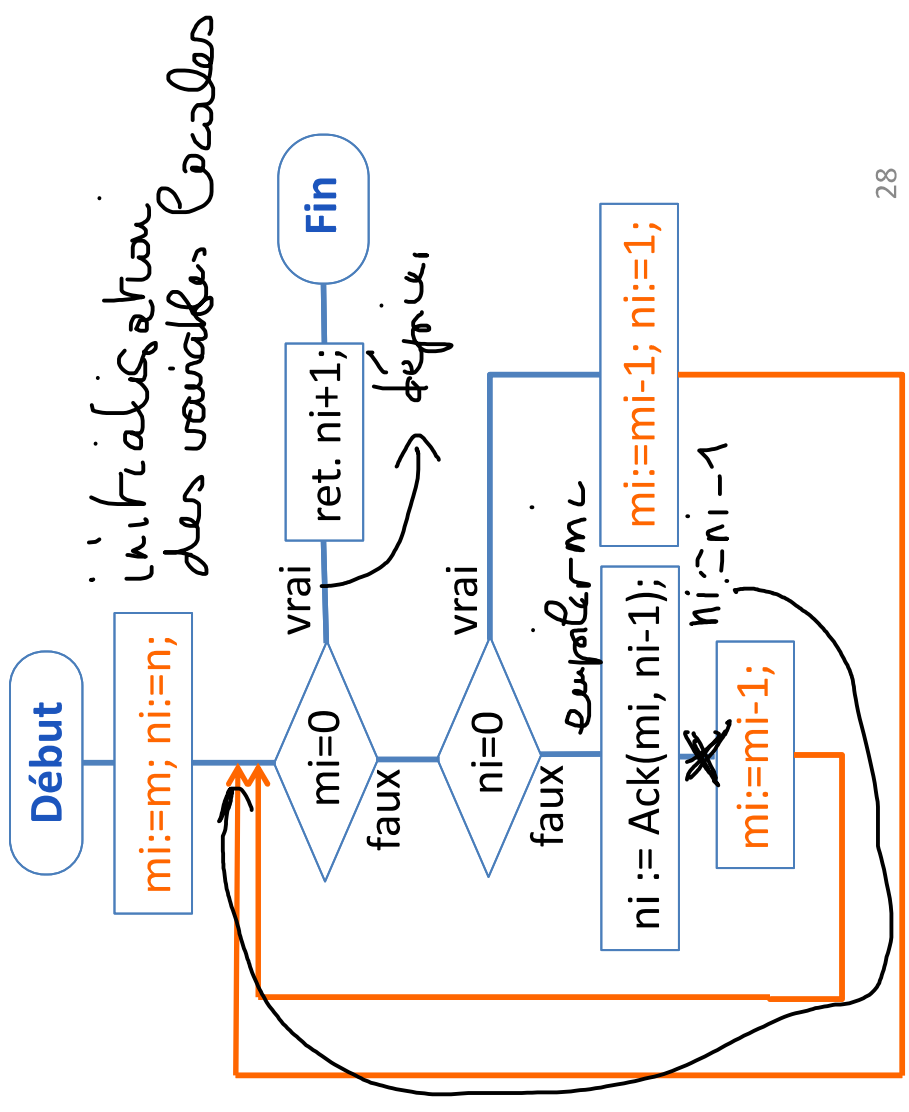 Début
initialisation
des variables locales
mi:=m; ni:=n;
mi=0
vrai
ret. ni+1;
Fin
dépiler
faux
ni=0
vrai
empiler mi
faux
ni := Ack(mi, ni-1);
mi:=mi-1; ni:=1;
ni:=ni-1
mi:=mi-1;
28